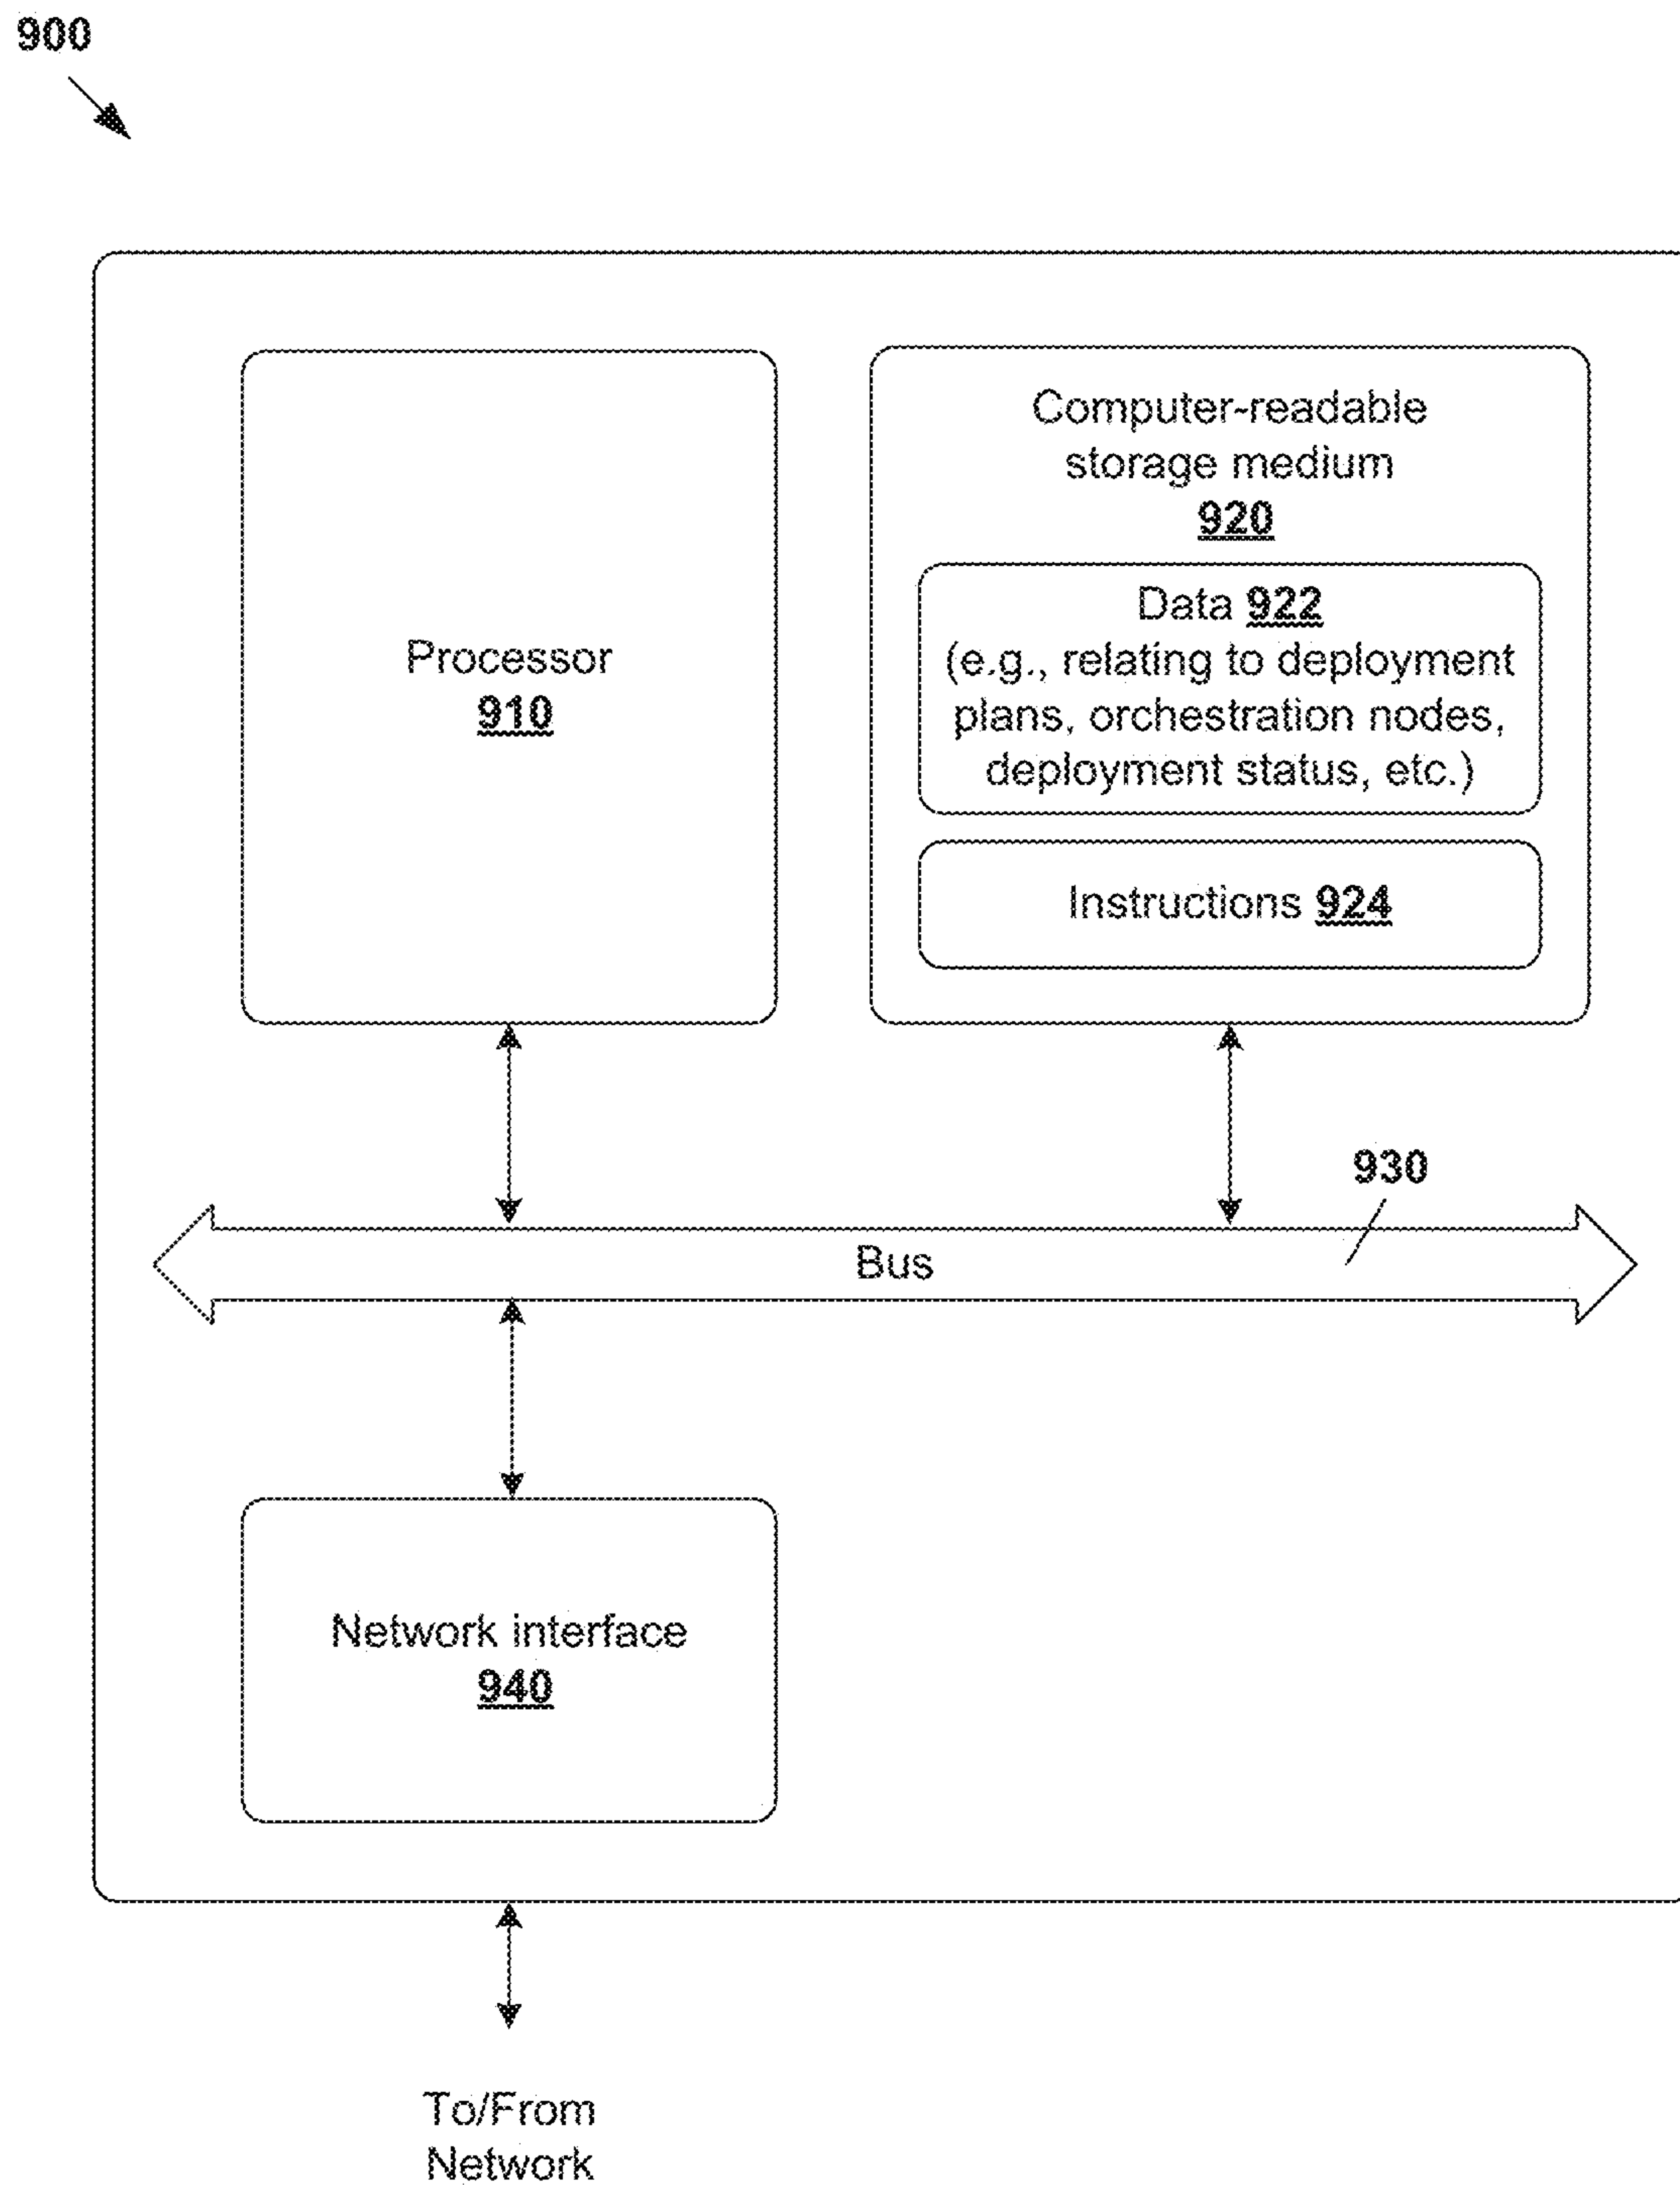 900
Processor
910
Computer-readable
storage medium
920
Data 922
(e.g., relating to deployment
plans, orchestration nodes,
deployment status, etc.)
Instructions 924
930
Bus
Network interface
940
To/From
Network